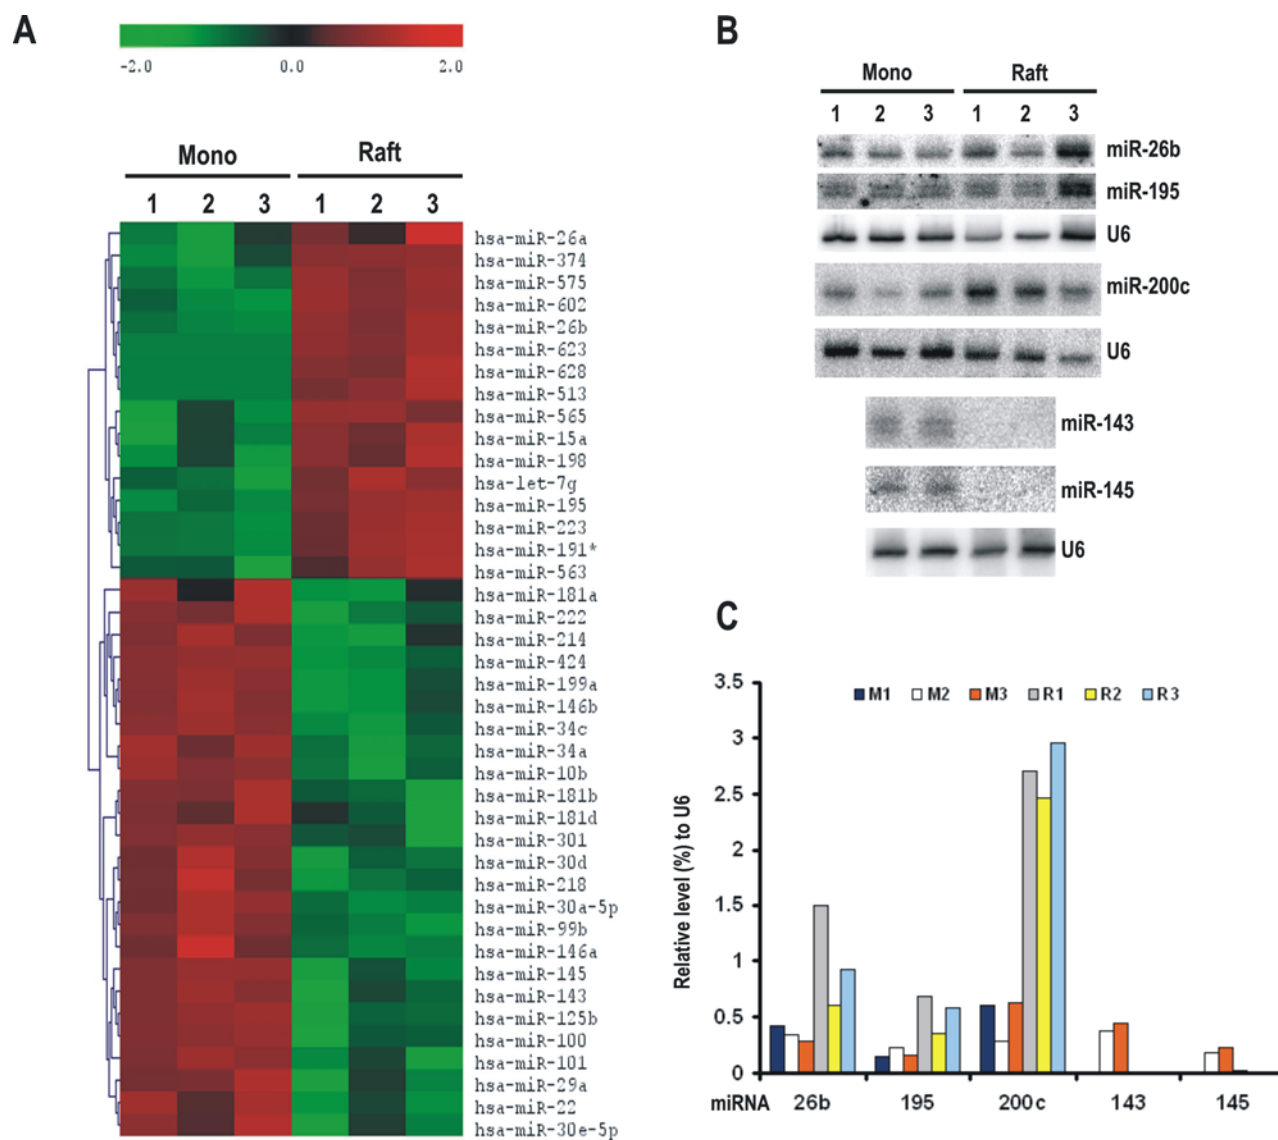 A
-2.0 0.0 2.0
Mono Raft
1 2 3 1 2 3
hsa-miR-26a
hsa-miR-374
hsa-miR-575
hsa-miR-602
hsa-miR-26b
hsa-miR-623
hsa-miR-628
hsa-miR-513
hsa-miR-565
hsa-miR-15a
hsa-miR-198
hsa-let-7g
hsa-miR-195
hsa-miR-223
hsa-miR-191*
hsa-miR-563
hsa-miR-181a
hsa-miR-222
hsa-miR-214
hsa-miR-424
hsa-miR-199a
hsa-miR-146b
hsa-miR-34c
hsa-miR-34a
hsa-miR-10b
hsa-miR-181b
hsa-miR-181d
hsa-miR-301
hsa-miR-30d
hsa-miR-218
hsa-miR-30a-5p
hsa-miR-99b
hsa-miR-146a
hsa-miR-145
hsa-miR-143
hsa-miR-125b
hsa-miR-100
hsa-miR-101
hsa-miR-29a
hsa-miR-22
hsa-miR-30e-5p
B
Mono Raft
1 2 3 1 2 3
miR-26b
miR-195
U6
miR-200c
U6
miR-143
miR-145
U6
C
M1 M2 M3 R1 R2 R3
Relative level (%) to U6
3.5
3
2.5
2
1.5
1
0.5
0
miRNA 26b 195 200c 143 145